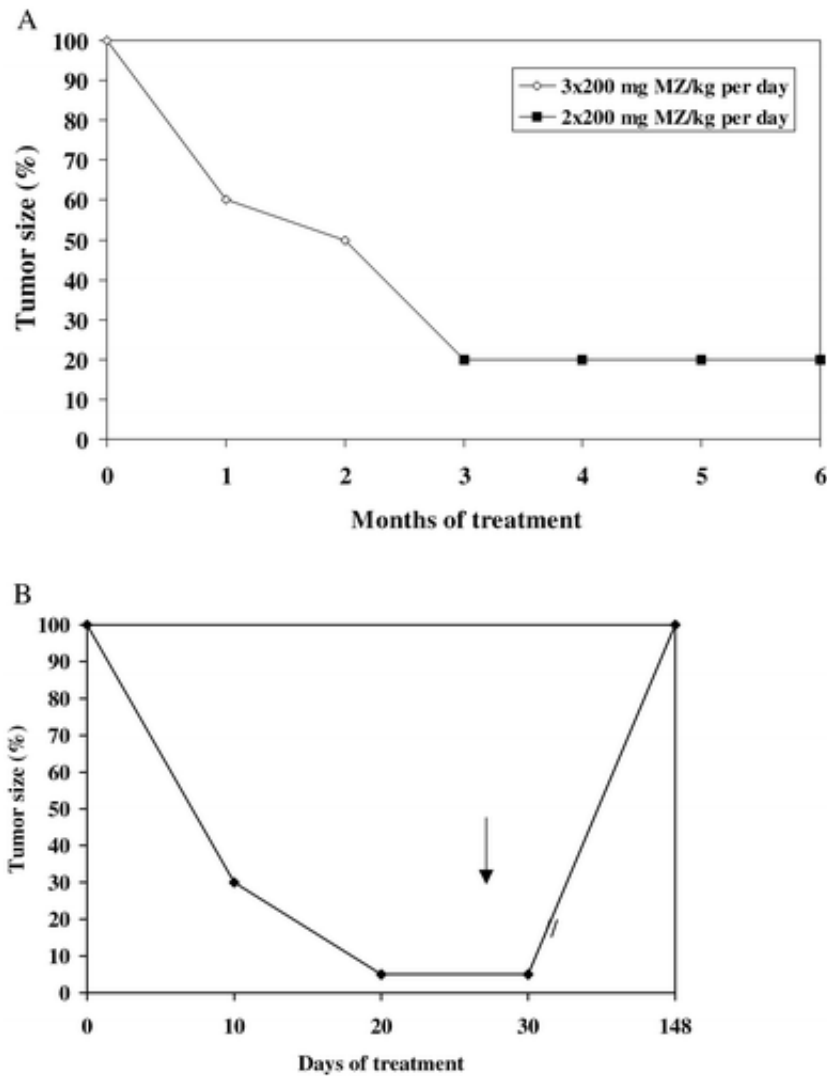 A
100
90
80
70
60
50
40
30
20
10
0
Tumor size (%)
3x200 mg MZ/kg per day
2x200 mg MZ/kg per day
0 1 2 3 4 5 6
Months of treatment
B
100
90
80
70
60
50
40
30
20
10
0
Tumor size (%)
0 10 20 30 148
Days of treatment